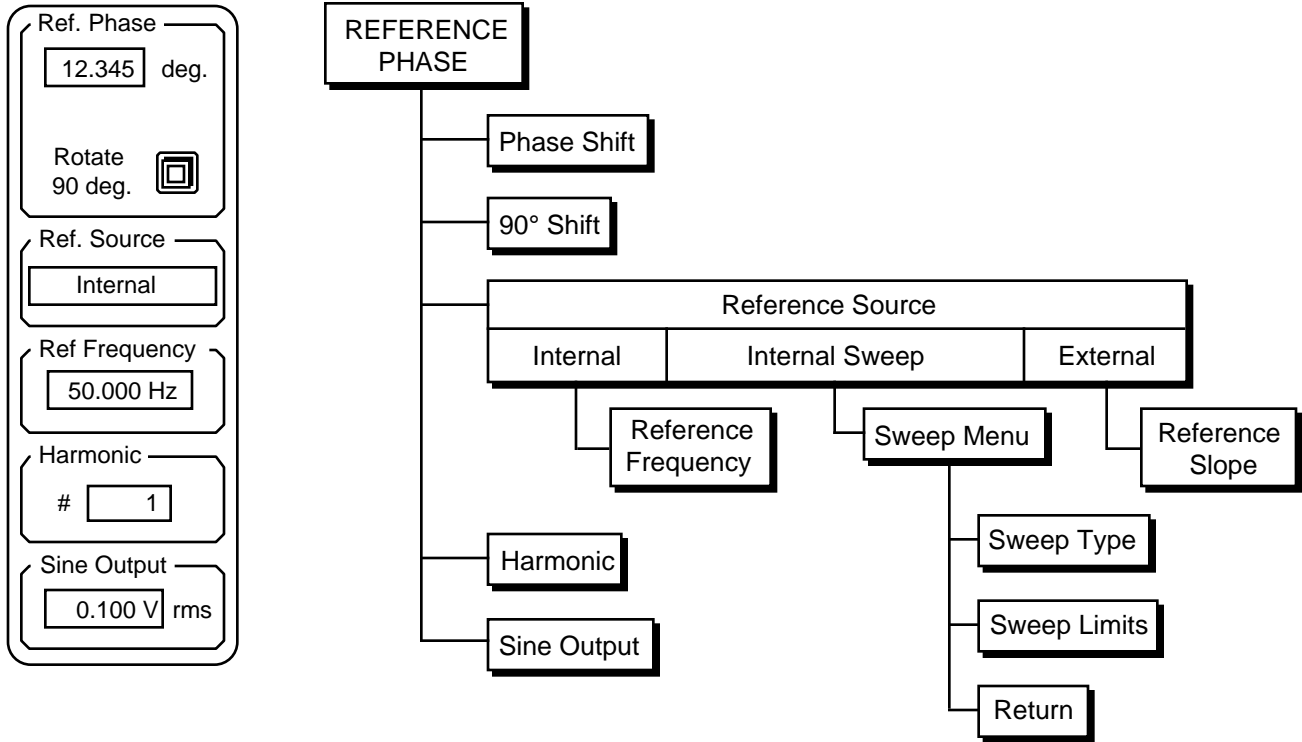 Ref. Phase
12.345 deg.
Rotate
90 deg.
Ref. Source
Internal
Ref Frequency
50.000 Hz
Harmonic
# 1
Sine Output
0.100 V rms
REFERENCE
PHASE
Phase Shift
90° Shift
Reference Source
Internal
Internal Sweep
External
Reference
Frequency
Sweep Menu
Reference
Slope
Sweep Type
Sweep Limits
Return
Harmonic
Sine Output